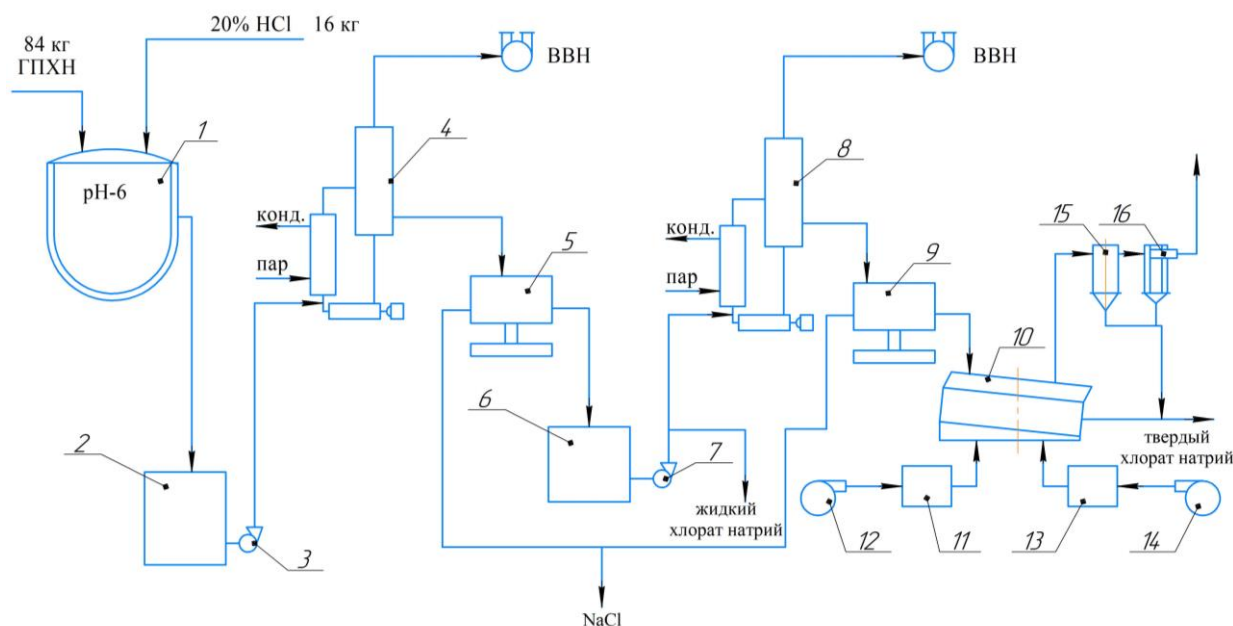 20% HCl 16 кг
84 кг
ГПХН
ВВН
ВВН
1
4
8
рН-6
конд.
пар
конд.
пар
15
16
5
9
10
6
2
7
3
твердый
хлорат натрий
жидкий
хлорат натрий
12
11
13
14
NaCl